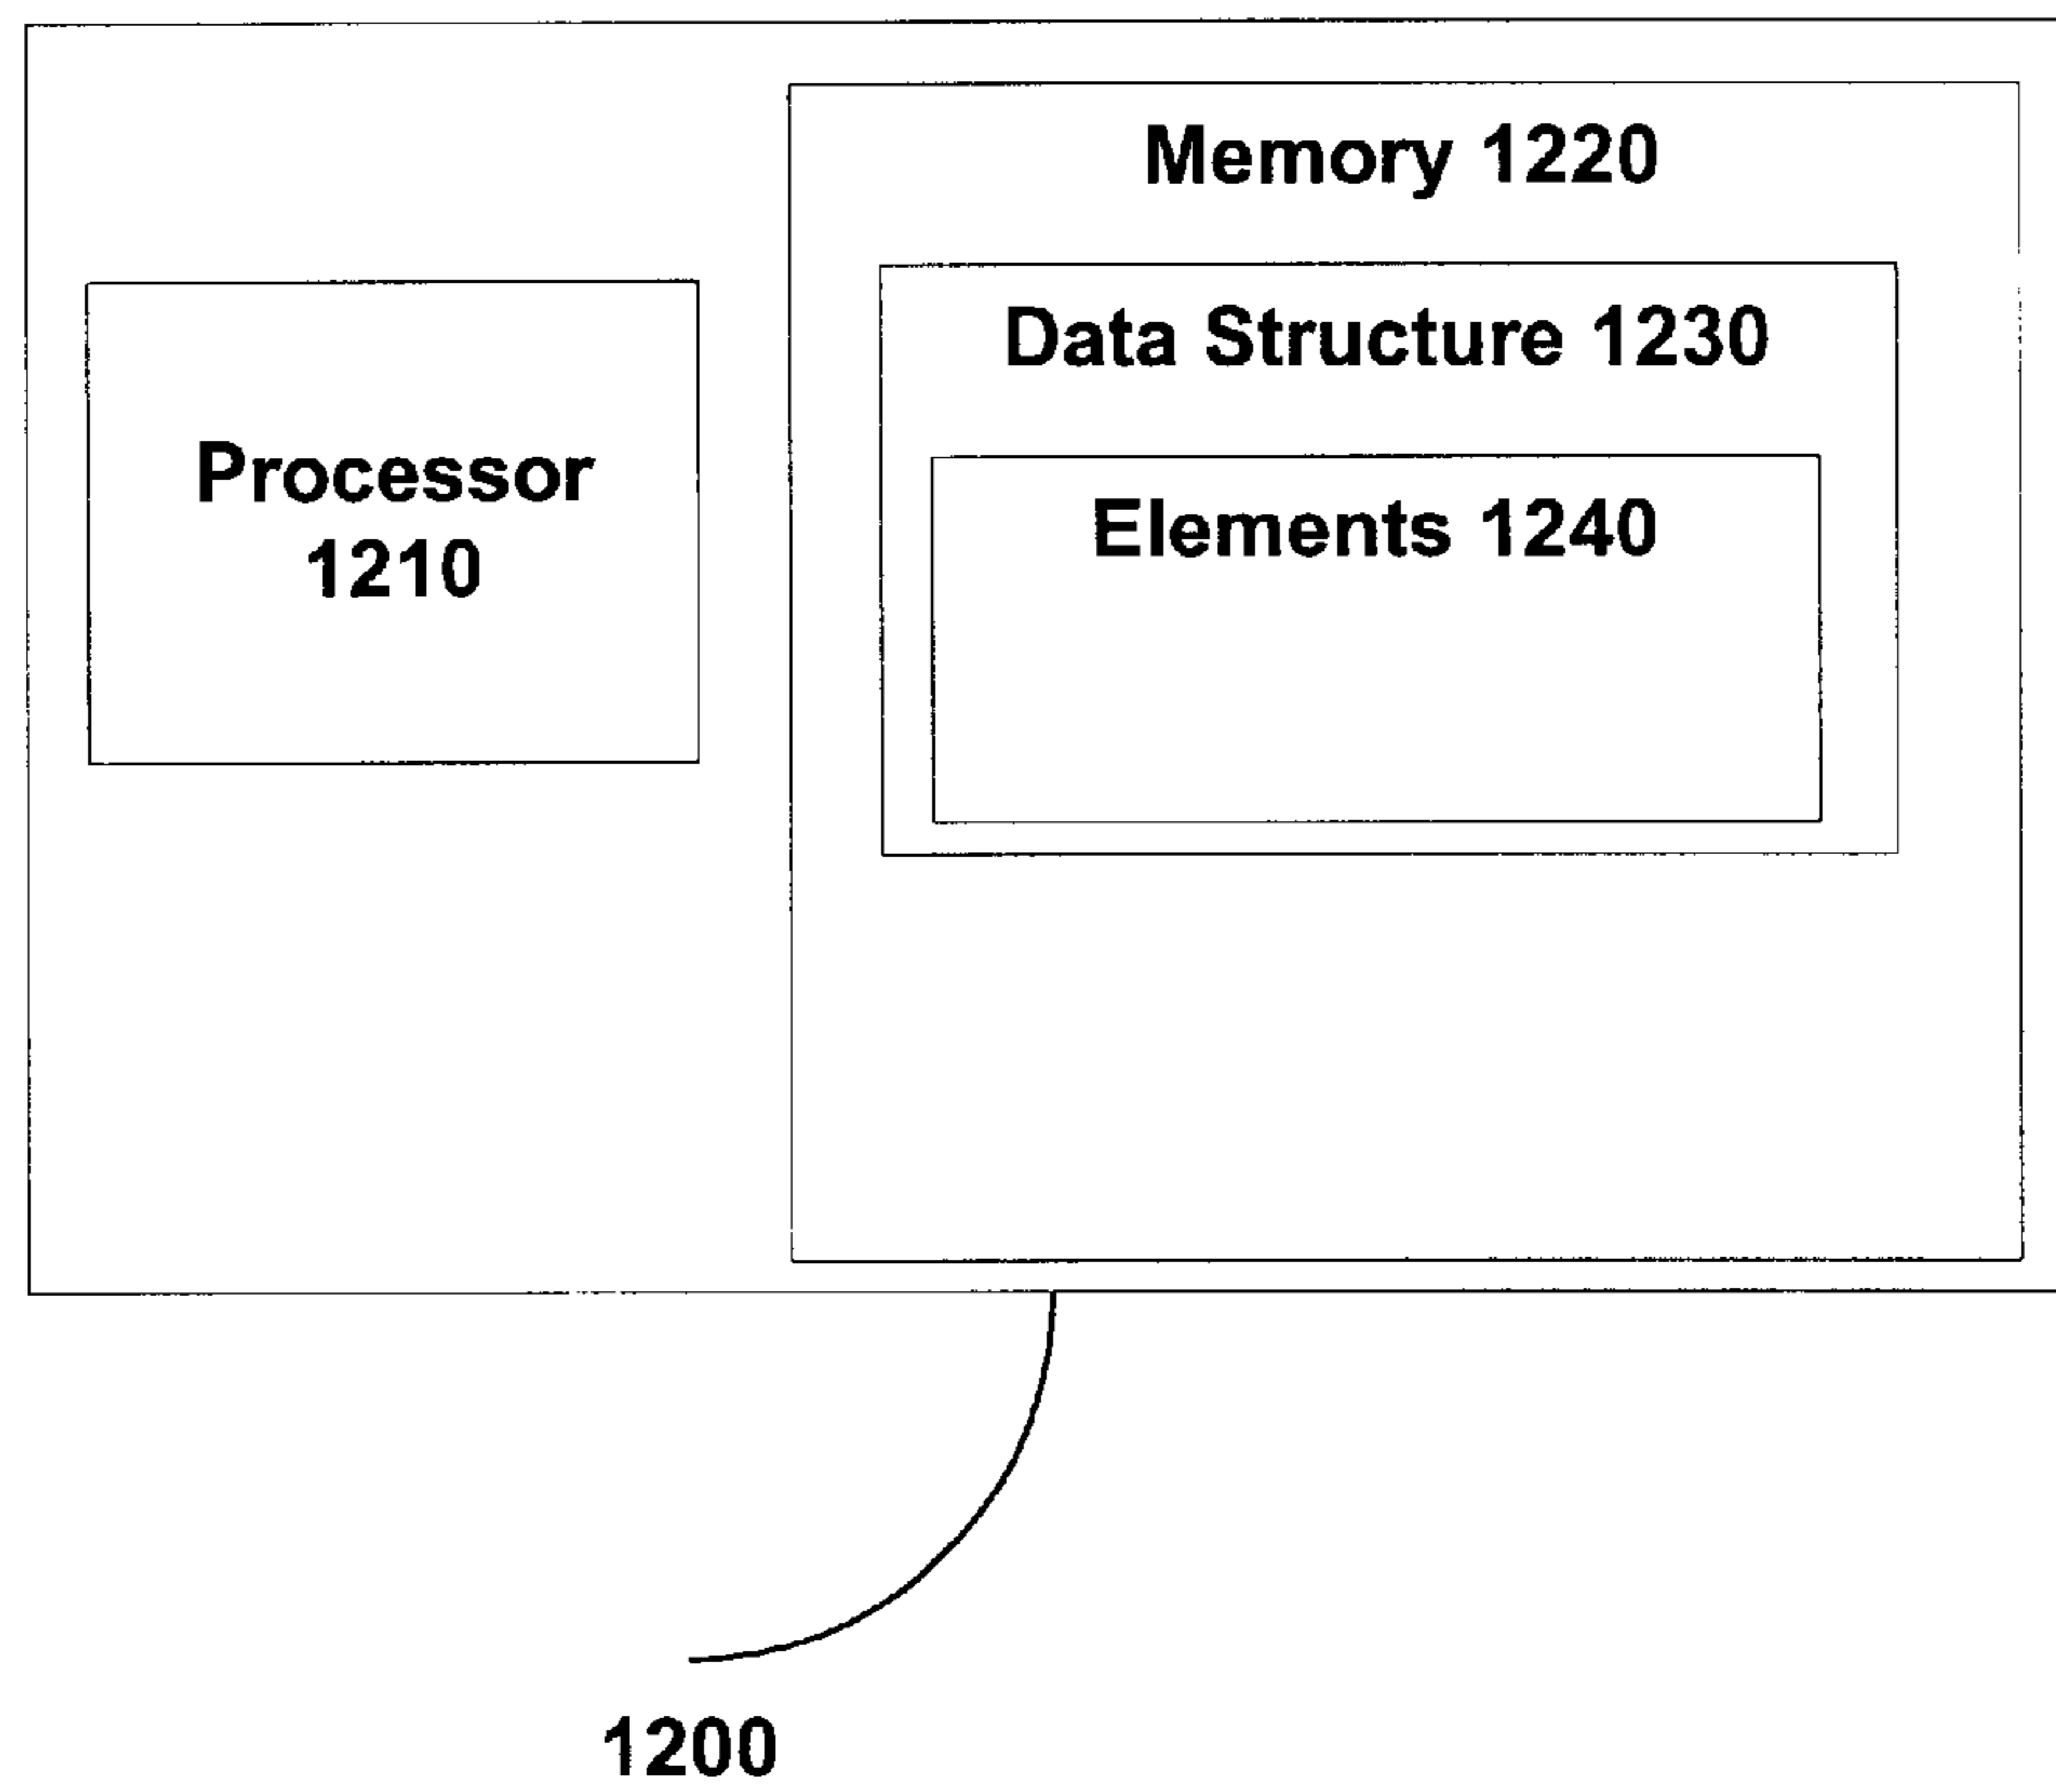 Memory 1220
Data Structure 1230
Processor
1210
Elements 1240
1200